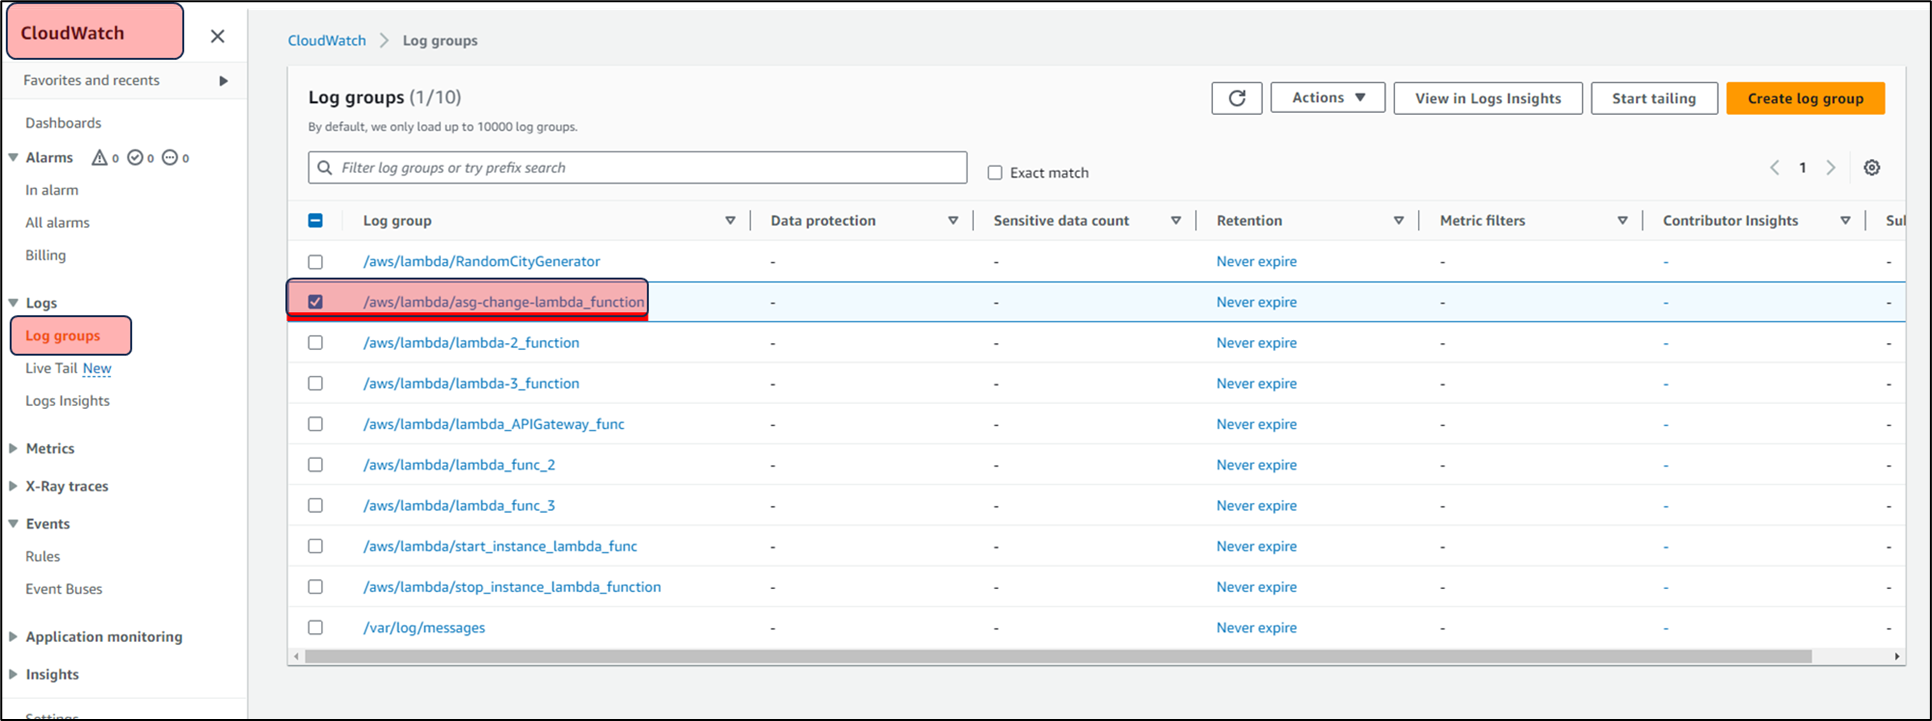 CloudWatch
Favorites and recents
Dashboards
Alarms 0 0 0
In alarm
All alarms
Billing
Logs
Log groups
Live Tail New
Logs Insights
Metrics
X-Ray traces
Events
Rules
Event Buses
Application monitoring
Insights
Settings
CloudWatch > Log groups
Log groups (1/10)
By default, we only load up to 10000 log groups.
Actions
View in Logs Insights
Start tailing
Create log group
Filter log groups or try prefix search
Exact match
1
Log group Data protection Sensitive data count Retention Metric filters Contributor Insights Sul
/aws/lambda/RandomCityGenerator - - Never expire - - -
/aws/lambda/asg-change-lambda_function - - Never expire - - -
/aws/lambda/lambda-2_function - - Never expire - - -
/aws/lambda/lambda-3_function - - Never expire - - -
/aws/lambda/lambda_APIGateway_func - - Never expire - - -
/aws/lambda/lambda_func_2 - - Never expire - - -
/aws/lambda/lambda_func_3 - - Never expire - - -
/aws/lambda/start_instance_lambda_func - - Never expire - - -
/aws/lambda/stop_instance_lambda_function - - Never expire - - -
/var/log/messages - - Never expire - - -